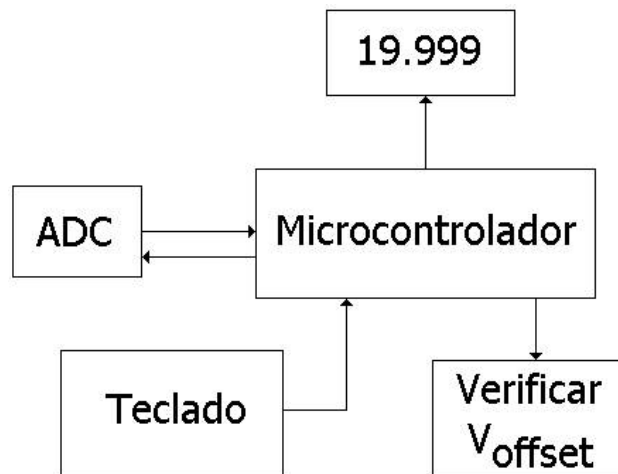 19.999
ADC
Microcontrolador
Teclado
Verificar
Voffset